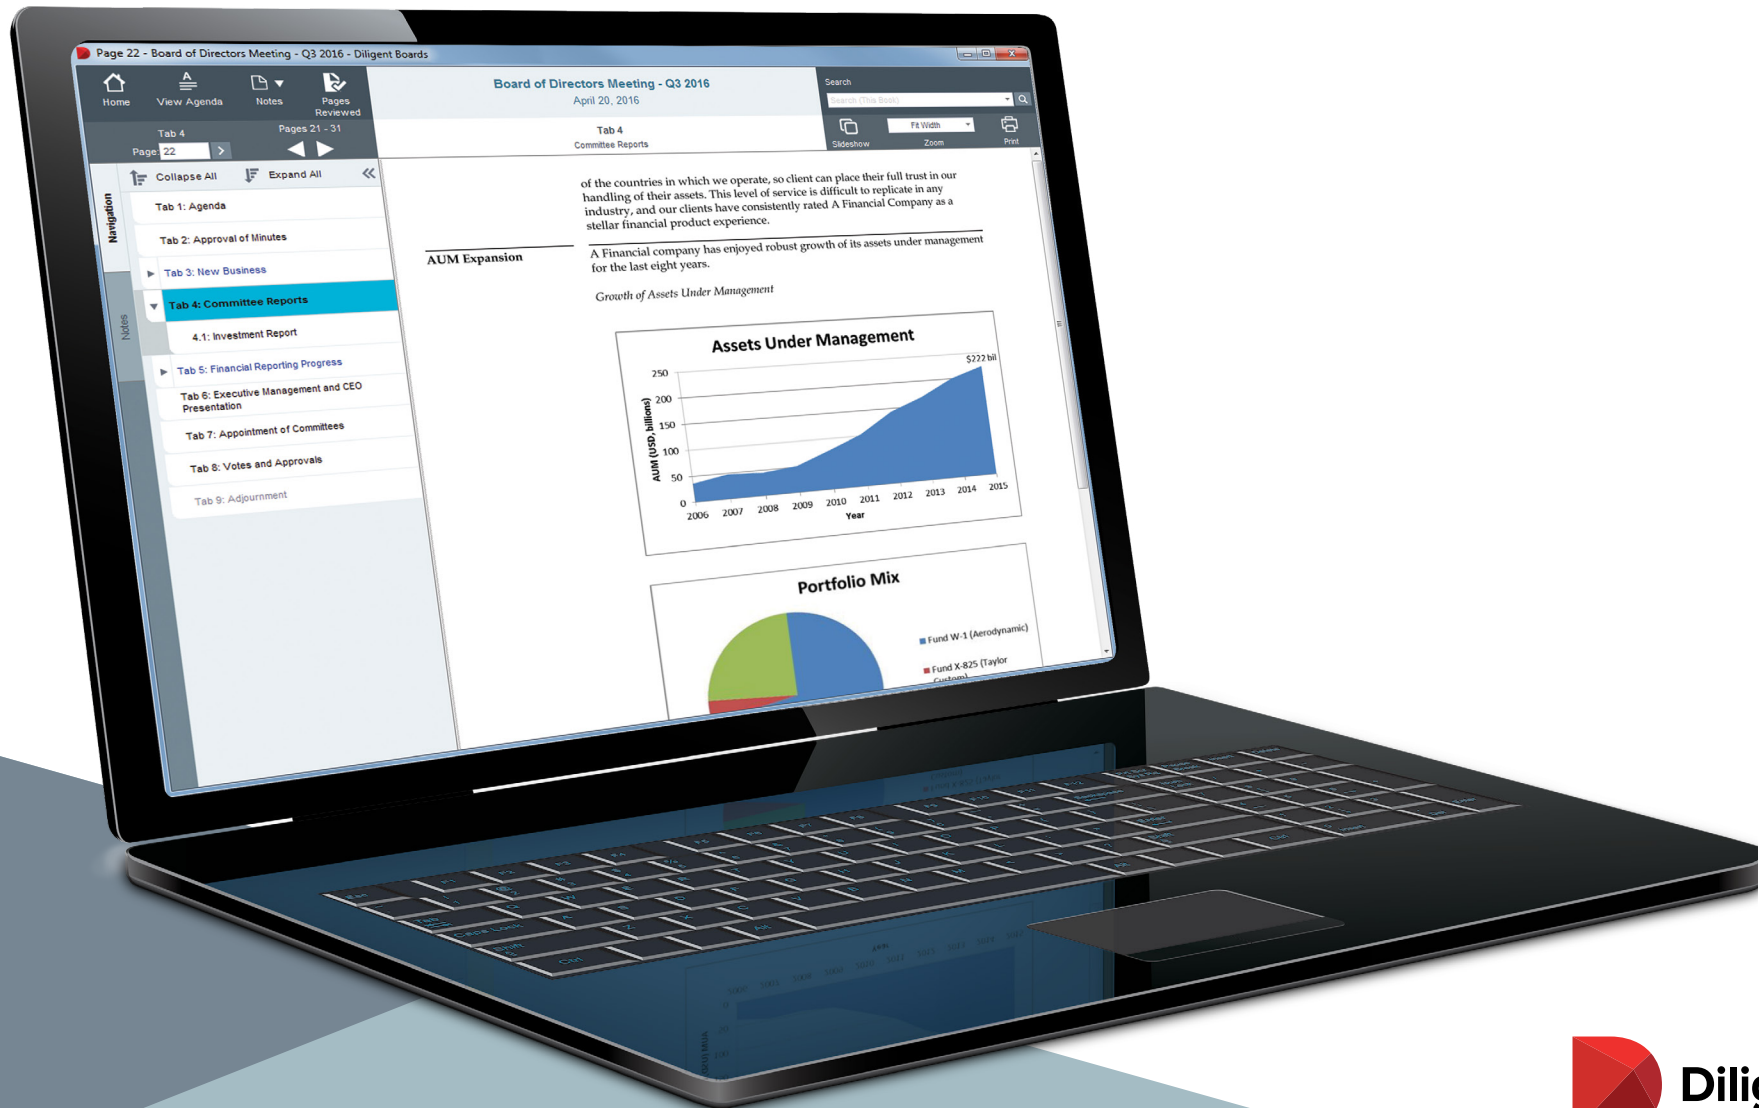 Page 22 - Board of Directors Meeting - Q3 2016 - Diligent Boards
Home
View Agenda
Notes
Pages
Reviewed
Tab 4
Pages 21 - 31
Page: 22
Board of Directors Meeting - Q3 2016
April 20, 2016
Tab 4
Committee Reports
Search
Search (This Book)
Slideshow
Fit Width
Zoom
Print
Navigation
Notes
Collapse All
Expand All
Tab 1: Agenda
Tab 2: Approval of Minutes
Tab 3: New Business
Tab 4: Committee Reports
4.1: Investment Report
Tab 5: Financial Reporting Progress
Tab 6: Executive Management and CEO
Presentation
Tab 7: Appointment of Committees
Tab 8: Votes and Approvals
Tab 9: Adjournment
of the countries in which we operate, so client can place their full trust in our
handling of their assets. This level of service is difficult to replicate in any
industry, and our clients have consistently rated A Financial Company as a
stellar financial product experience.
AUM Expansion
A Financial company has enjoyed robust growth of its assets under management
for the last eight years.
Growth of Assets Under Management
Assets Under Management
$222 bil
AUM (USD, billions)
250
200
150
100
50
0
2006 2007 2008 2009 2010 2011 2012 2013 2014 2015
Year
Portfolio Mix
Fund W-1 (Aerodynamic)
Fund X-825 (Taylor
Custom)
Caps Lock
Tab
Shift
Ctrl
Alt
Dilig